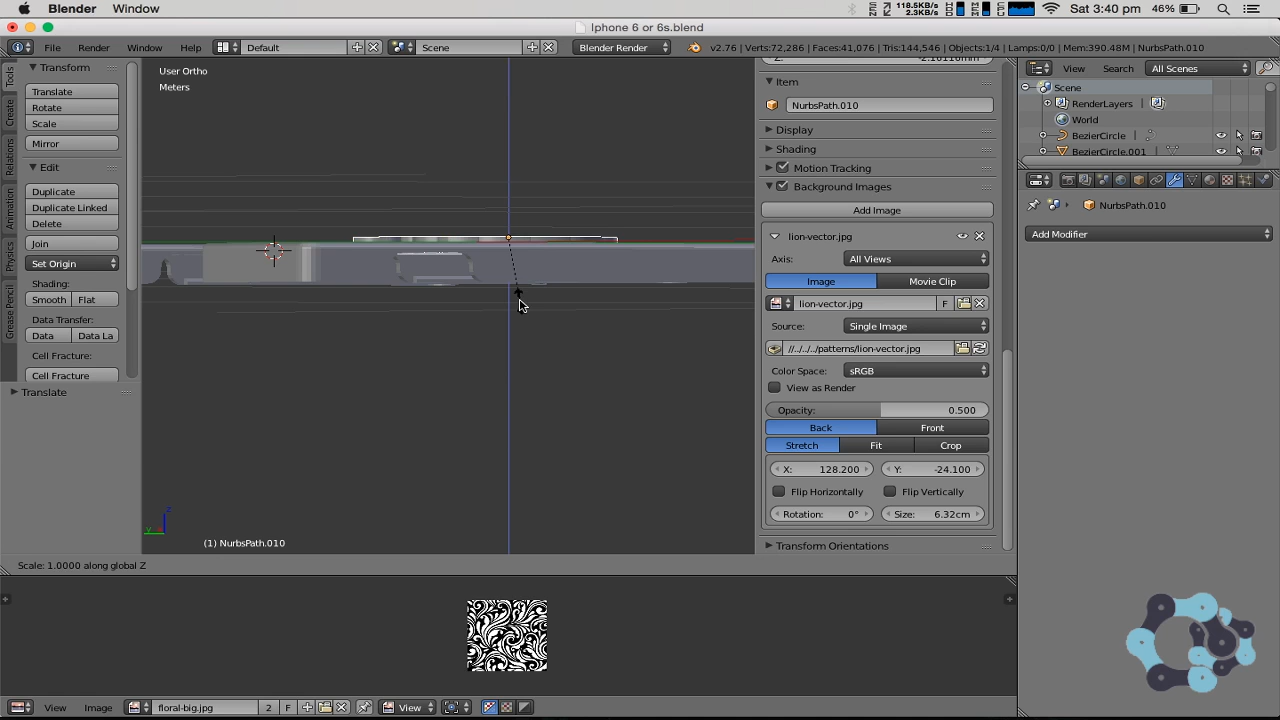 Blender File Edit Window Help 118.5KB/s 2.3KB/s Sat 3:40 pm 46%
Iphone 6 or 6s.blend
File Render Window Help Default Scene Blender Render v2.76 | Verts:72,286 | Faces:41,076 | Tris:144,546 | Objects:1/4 | Lamps:0/0 | Mem:390.48M | NurbsPath.010
Tools
Create
Relations
Animation
Physics
Grease Pencil
Transform
Translate
Rotate
Scale
Mirror
Edit
Duplicate
Duplicate Linked
Delete
Join
Set Origin
Shading:
Smooth Flat
Data Transfer:
Data Data La
Cell Fracture:
Cell Fracture
Translate
User Ortho
Meters
z
y
(1) NurbsPath.010
Scale: 1.0000 along global Z
Item
NurbsPath.010
Display
Shading
Motion Tracking
Background Images
Add Image
lion-vector.jpg
Axis: All Views
Image Movie Clip
lion-vector.jpg F
Source: Single Image
//../../../patterns/lion-vector.jpg
Color Space: sRGB
View as Render
Opacity: 0.500
Back Front
Stretch Fit Crop
X: 128.200 Y: -24.100
Flip Horizontally Flip Vertically
Rotation: 0° Size: 6.32cm
Transform Orientations
View Search All Scenes
Scene
RenderLayers
World
BezierCircle
BezierCircle.001
NurbsPath.010
Add Modifier
View Image floral-big.jpg 2 F View